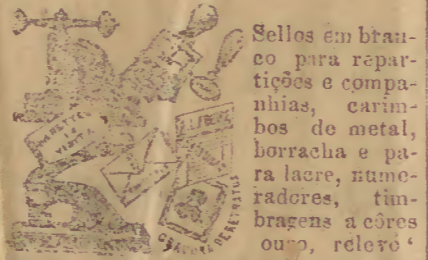 Sellos em bran-
co para repar-
tições e compa-
nhias, carim-
bos de metal,
borracha e pa-
ra lacre, nume-
radores, tim-
bragens a côres
ouro, relevo
VISITA